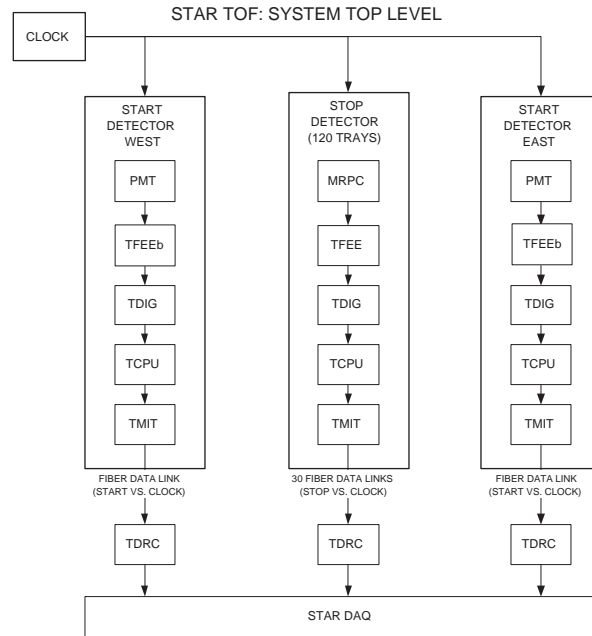 STAR TOF: SYSTEM TOP LEVEL
CLOCK
START
DETECTOR
WEST
PMT
TFEEb
TDIG
TCPU
TMIT
FIBER DATA LINK
(START VS. CLOCK)
TDRC
STOP
DETECTOR
(120 TRAYS)
MRPC
TFEE
TDIG
TCPU
TMIT
30 FIBER DATA LINKS
(STOP VS. CLOCK)
TDRC
START
DETECTOR
EAST
PMT
TFEEb
TDIG
TCPU
TMIT
FIBER DATA LINK
(START VS. CLOCK)
TDRC
STAR DAQ